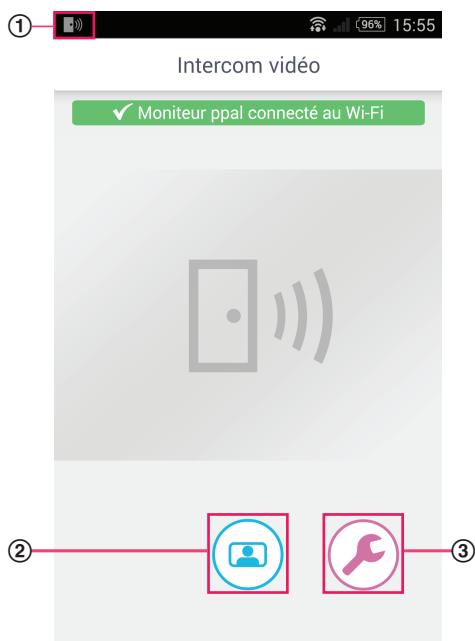 ① 96% 15:55
Intercom vidéo
Moniteur ppal connecté au Wi-Fi
② ③